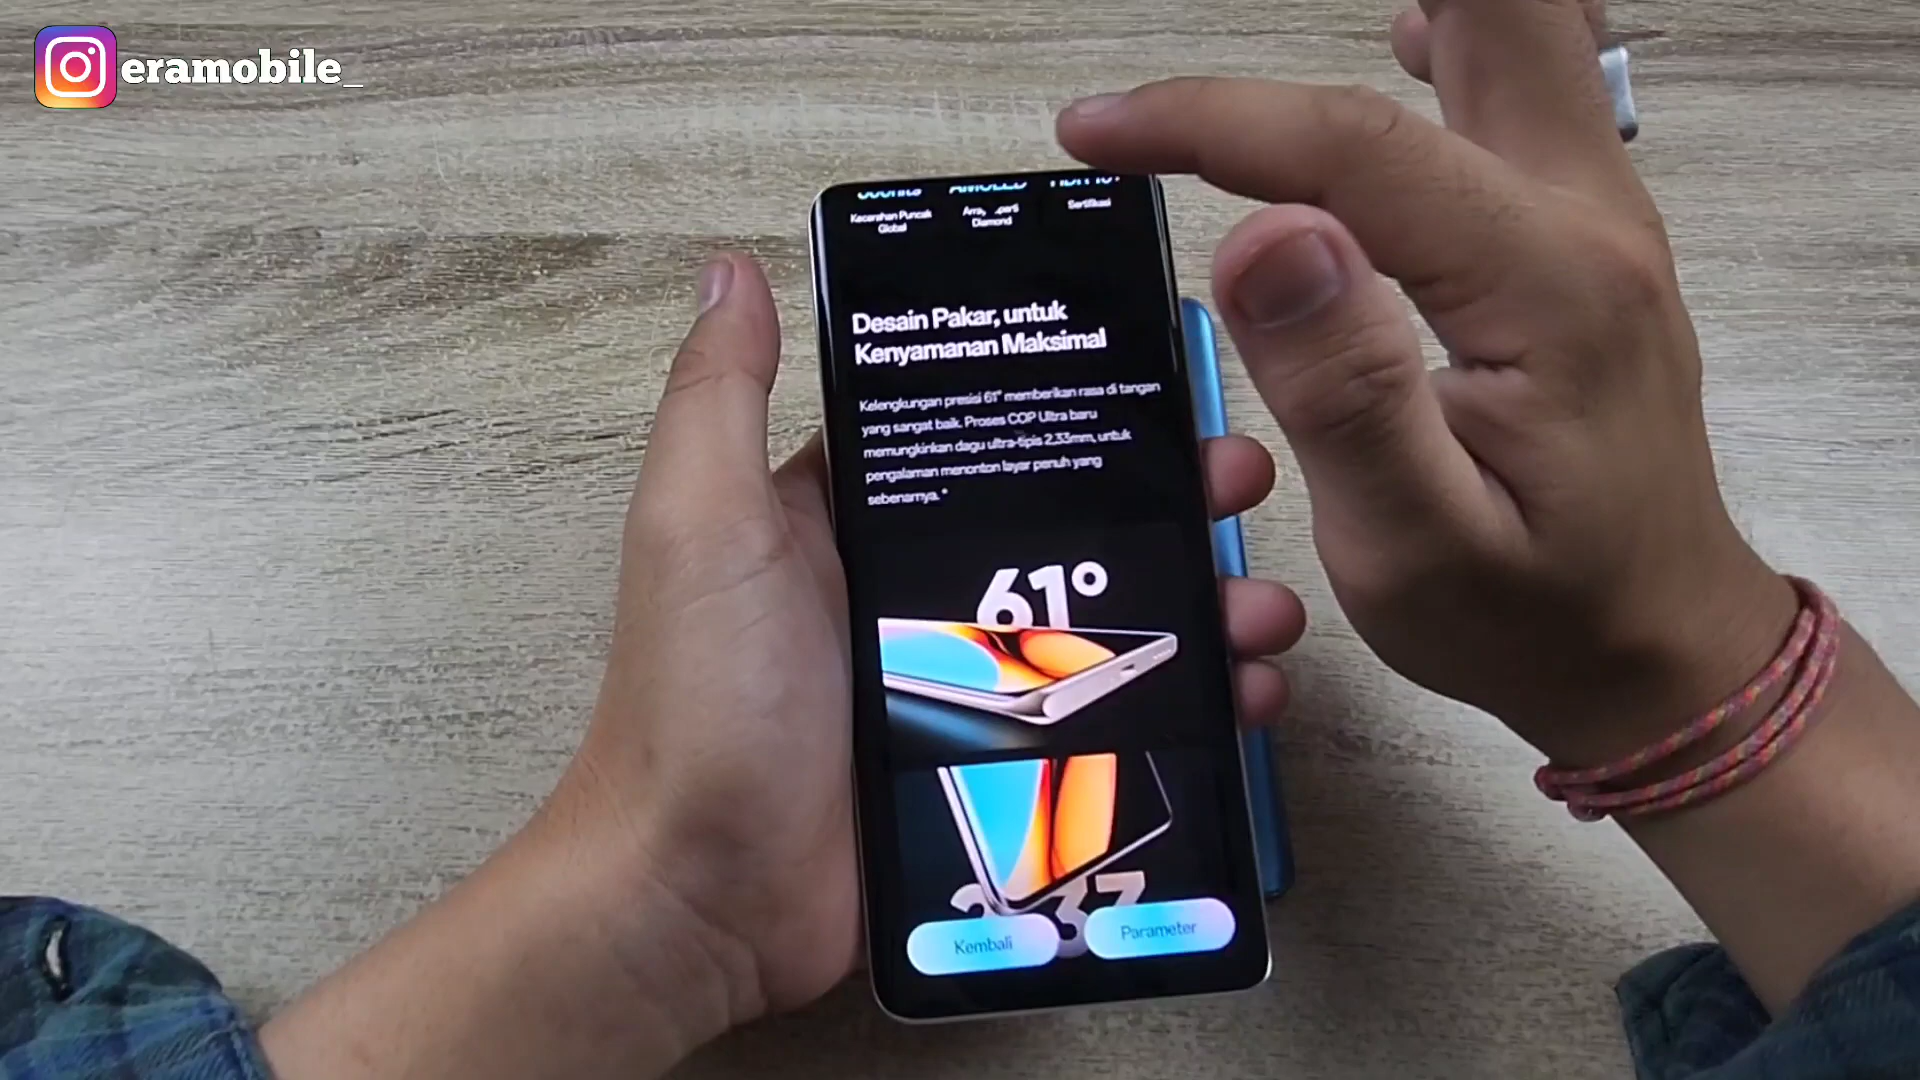 eramobile_
AMOLED
Kecerahan Puncak
Global
Diamond
Sertifikasi
Desain Pakar, untuk
Kenyamanan Maksimal
Kelengkungan presisi 61° memberikan rasa di tangan
yang sangat baik. Proses COP Ultra baru
memungkinkan dagu ultra-tipis 2,33mm, untuk
pengalaman menonton layar penuh yang
sebenarnya. *
61°
Kembali
Parameter